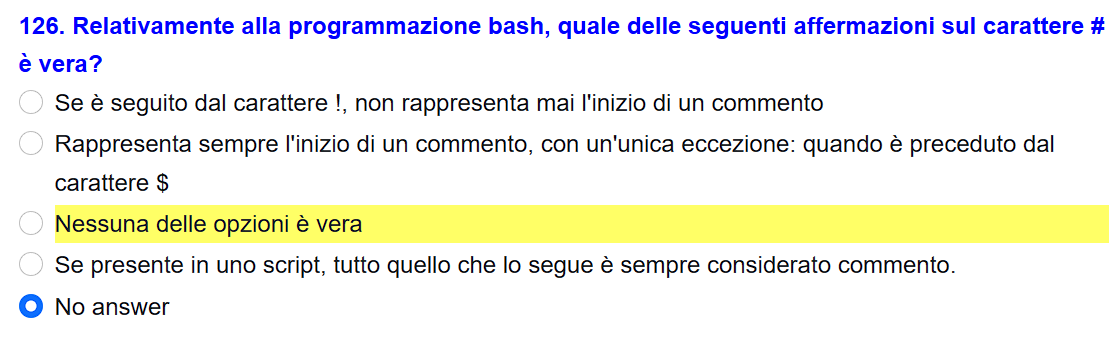 126. Relativamente alla programmazione bash, quale delle seguenti affermazioni sul carattere #
è vera?
Se è seguito dal carattere !, non rappresenta mai l'inizio di un commento
Rappresenta sempre l'inizio di un commento, con un'unica eccezione: quando è preceduto dal
carattere $
Nessuna delle opzioni è vera
Se presente in uno script, tutto quello che lo segue è sempre considerato commento.
No answer